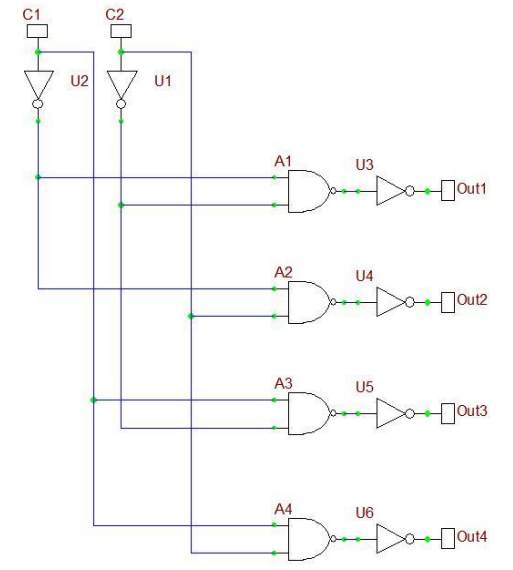 C1 C2
U2 U1
A1 U3
Out1
A2 U4
Out2
A3 U5
Out3
A4 U6
Out4